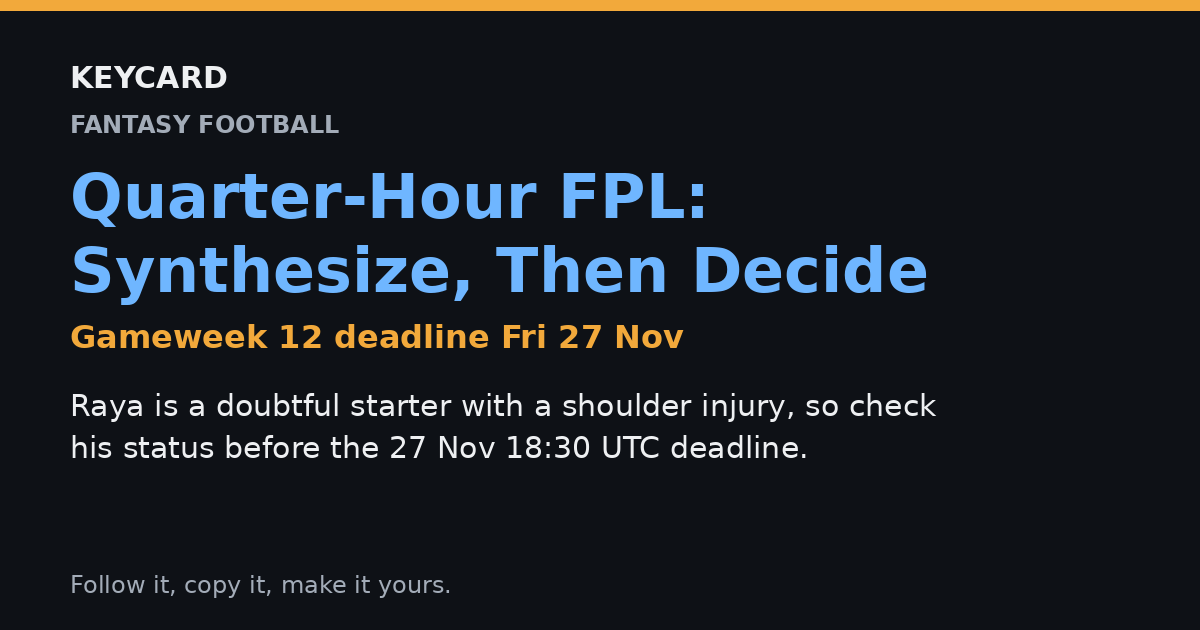 KEYCARD
FANTASY FOOTBALL
Quarter-Hour FPL:
Synthesize, Then Decide
Gameweek 12 deadline Fri 27 Nov
Raya is a doubtful starter with a shoulder injury, so check
his status before the 27 Nov 18:30 UTC deadline.
Follow it, copy it, make it yours.